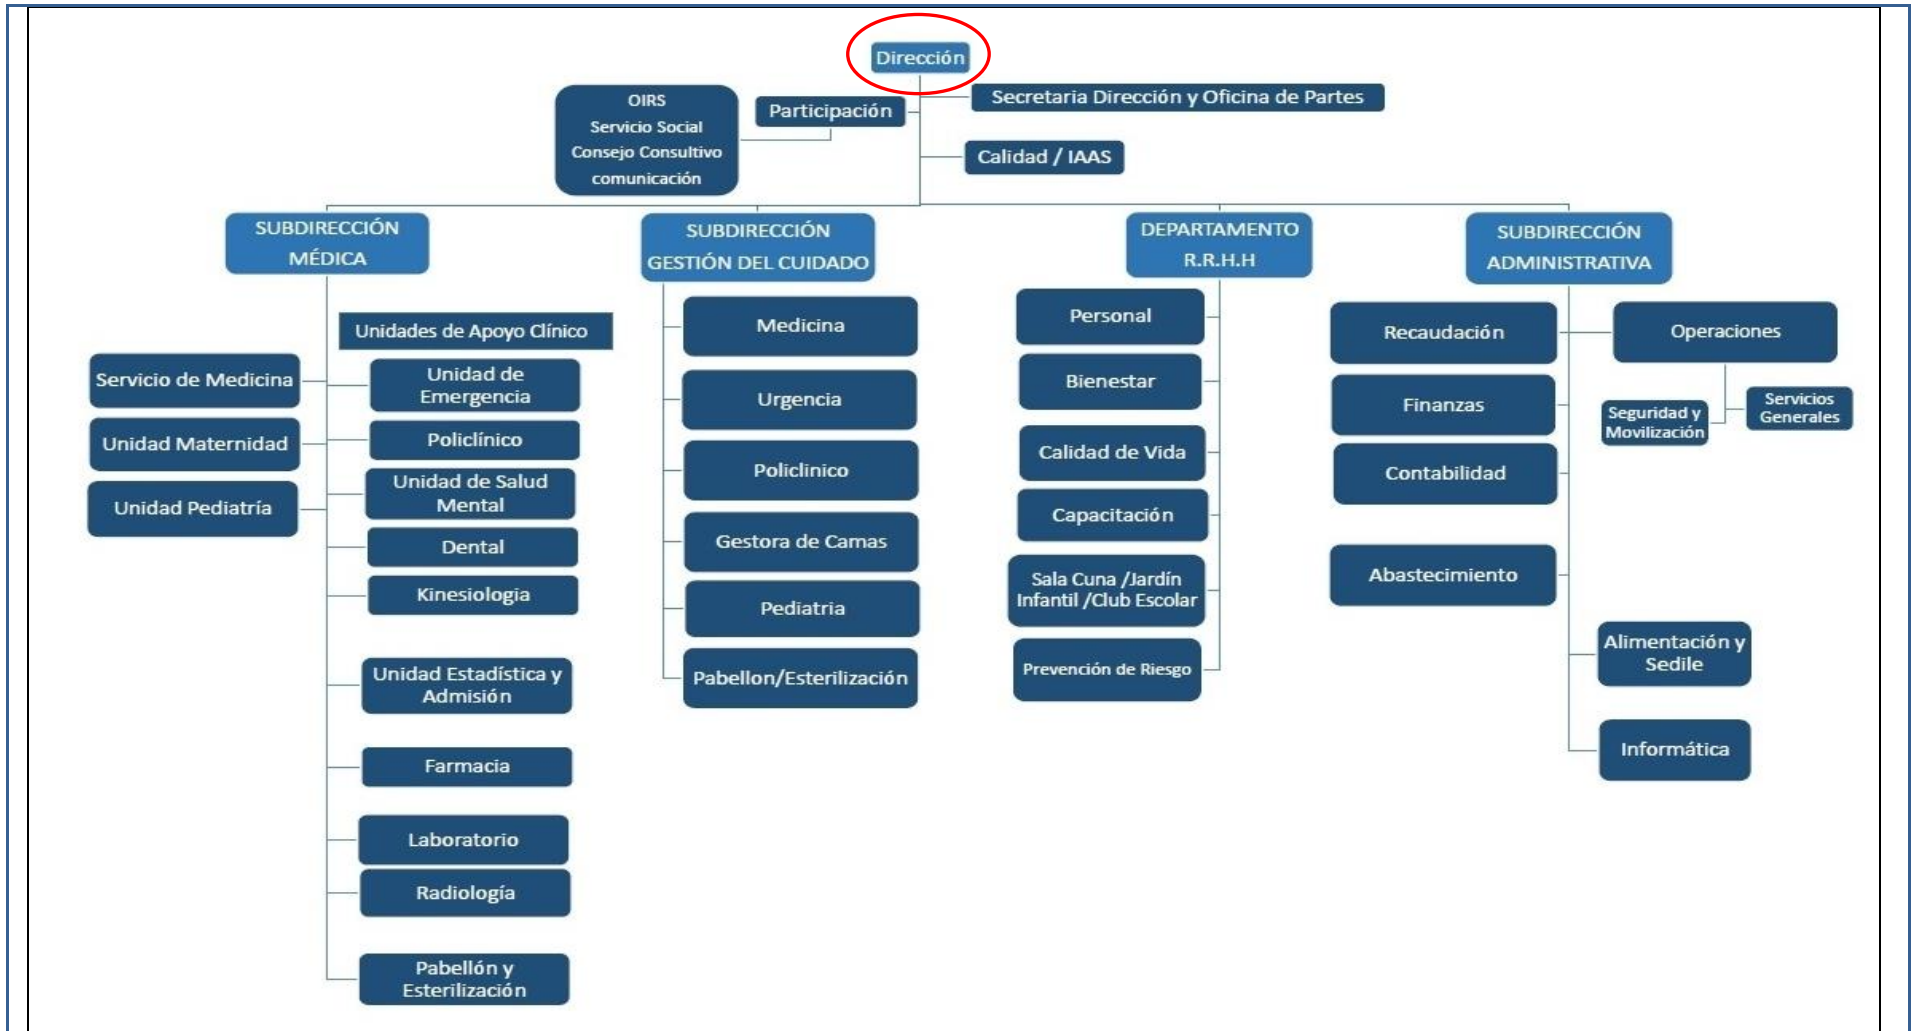 Dirección
OIRS
Servicio Social
Consejo Consultivo
comunicación
Participación
Secretaria Dirección y Oficina de Partes
Calidad / IAAS
SUBDIRECCIÓN
MÉDICA
Unidades de Apoyo Clínico
Servicio de Medicina
Unidad Maternidad
Unidad Pediatría
Unidad de
Emergencia
Policlínico
Unidad de Salud
Mental
Dental
Kinesiologia
Unidad Estadística y
Admisión
Farmacia
Laboratorio
Radiología
Pabellón y
Esterilización
SUBDIRECCIÓN
GESTIÓN DEL CUIDADO
Medicina
Urgencia
Policlinico
Gestora de Camas
Pediatria
Pabellon/Esterilización
DEPARTAMENTO
R.R.H.H
Personal
Bienestar
Calidad de Vida
Capacitación
Sala Cuna /Jardín
Infantil /Club Escolar
Prevención de Riesgo
SUBDIRECCIÓN
ADMINISTRATIVA
Recaudación
Finanzas
Contabilidad
Abastecimiento
Operaciones
Seguridad y
Movilización
Servicios
Generales
Alimentación y
Sedile
Informática